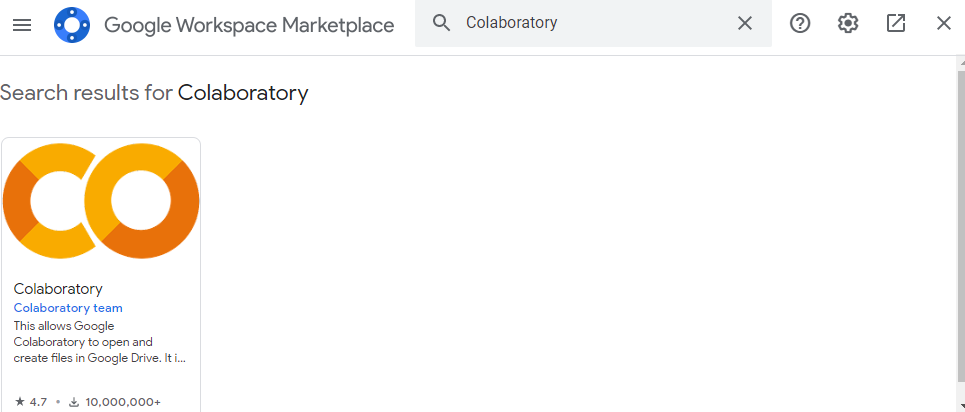 Google Workspace Marketplace
Colaboratory
Search results for Colaboratory
Colaboratory
Colaboratory team
This allows Google
Colaboratory to open and
create files in Google Drive. It i...
★ 4.7 • 10,000,000+